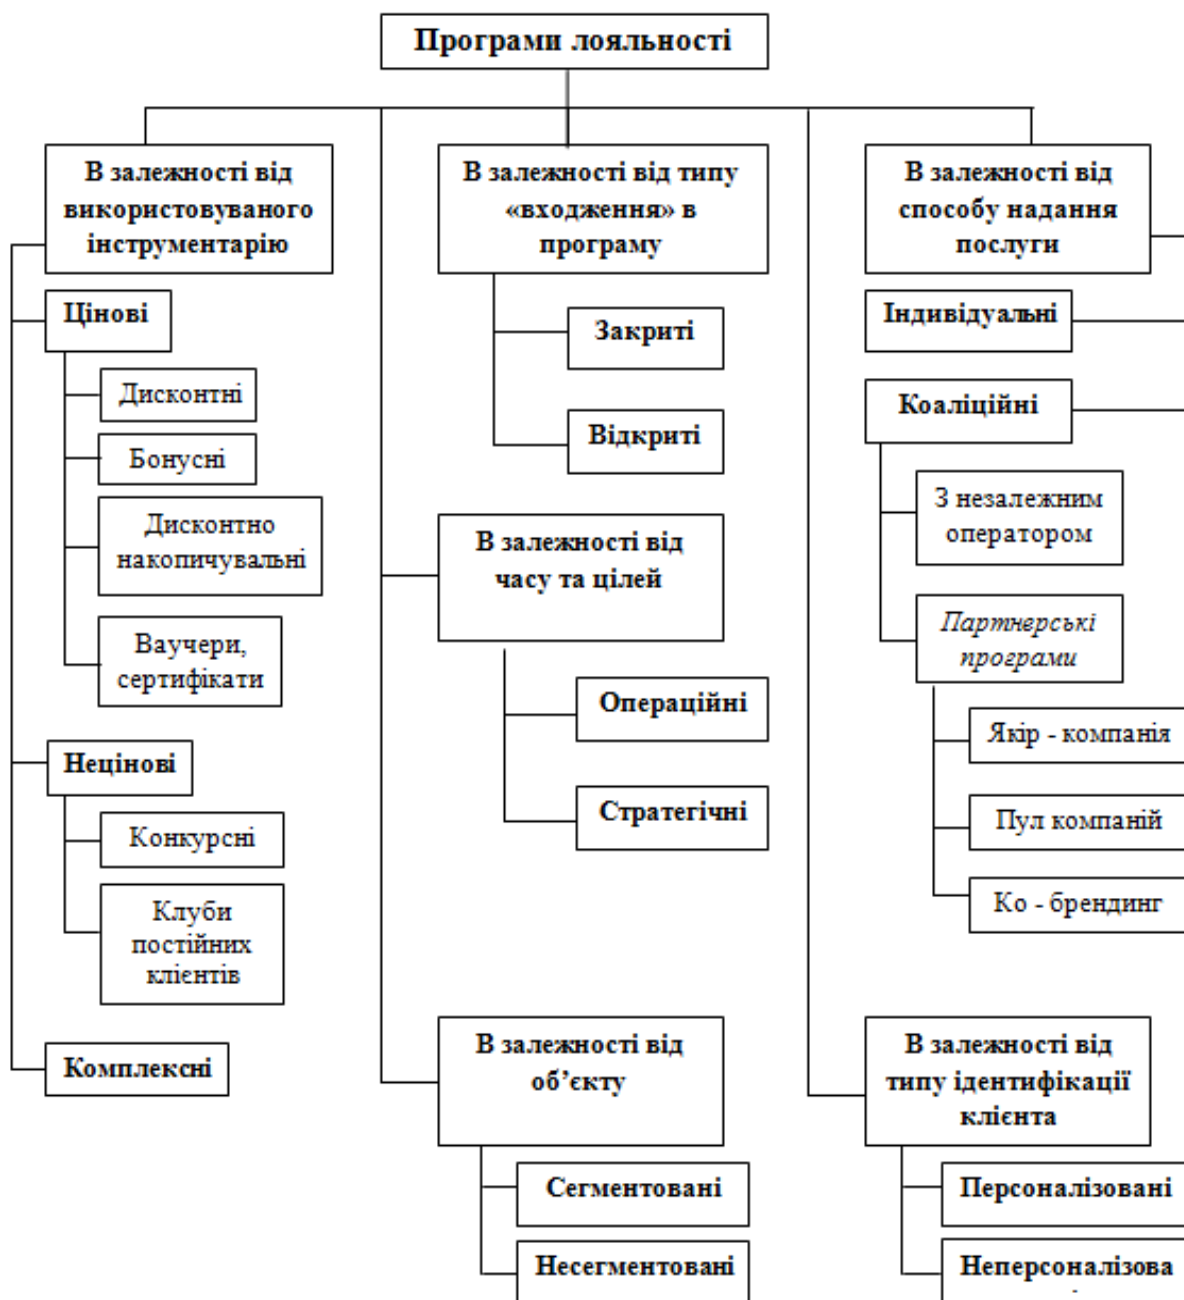 Програми лояльності
В залежності від
використовуваного
інструментарію
Цінові
Дисконтні
Бонусні
Дисконтно
накопичувальні
Ваучери,
сертифікати
Нецінові
Конкурсні
Клуби
постійних
клієнтів
Комплексні
В залежності від типу
«входження» в
програму
Закриті
Відкриті
В залежності від
часу та цілей
Операційні
Стратегічні
В залежності від
об’єкту
Сегментовані
Несегментовані
В залежності від
способу надання
послуги
Індивідуальні
Коаліційні
З незалежним
оператором
Партнерські
програми
Якір - компанія
Пул компаній
Ко - брендинг
В залежності від
типу ідентифікації
клієнта
Персоналізовані
Неперсоналізова